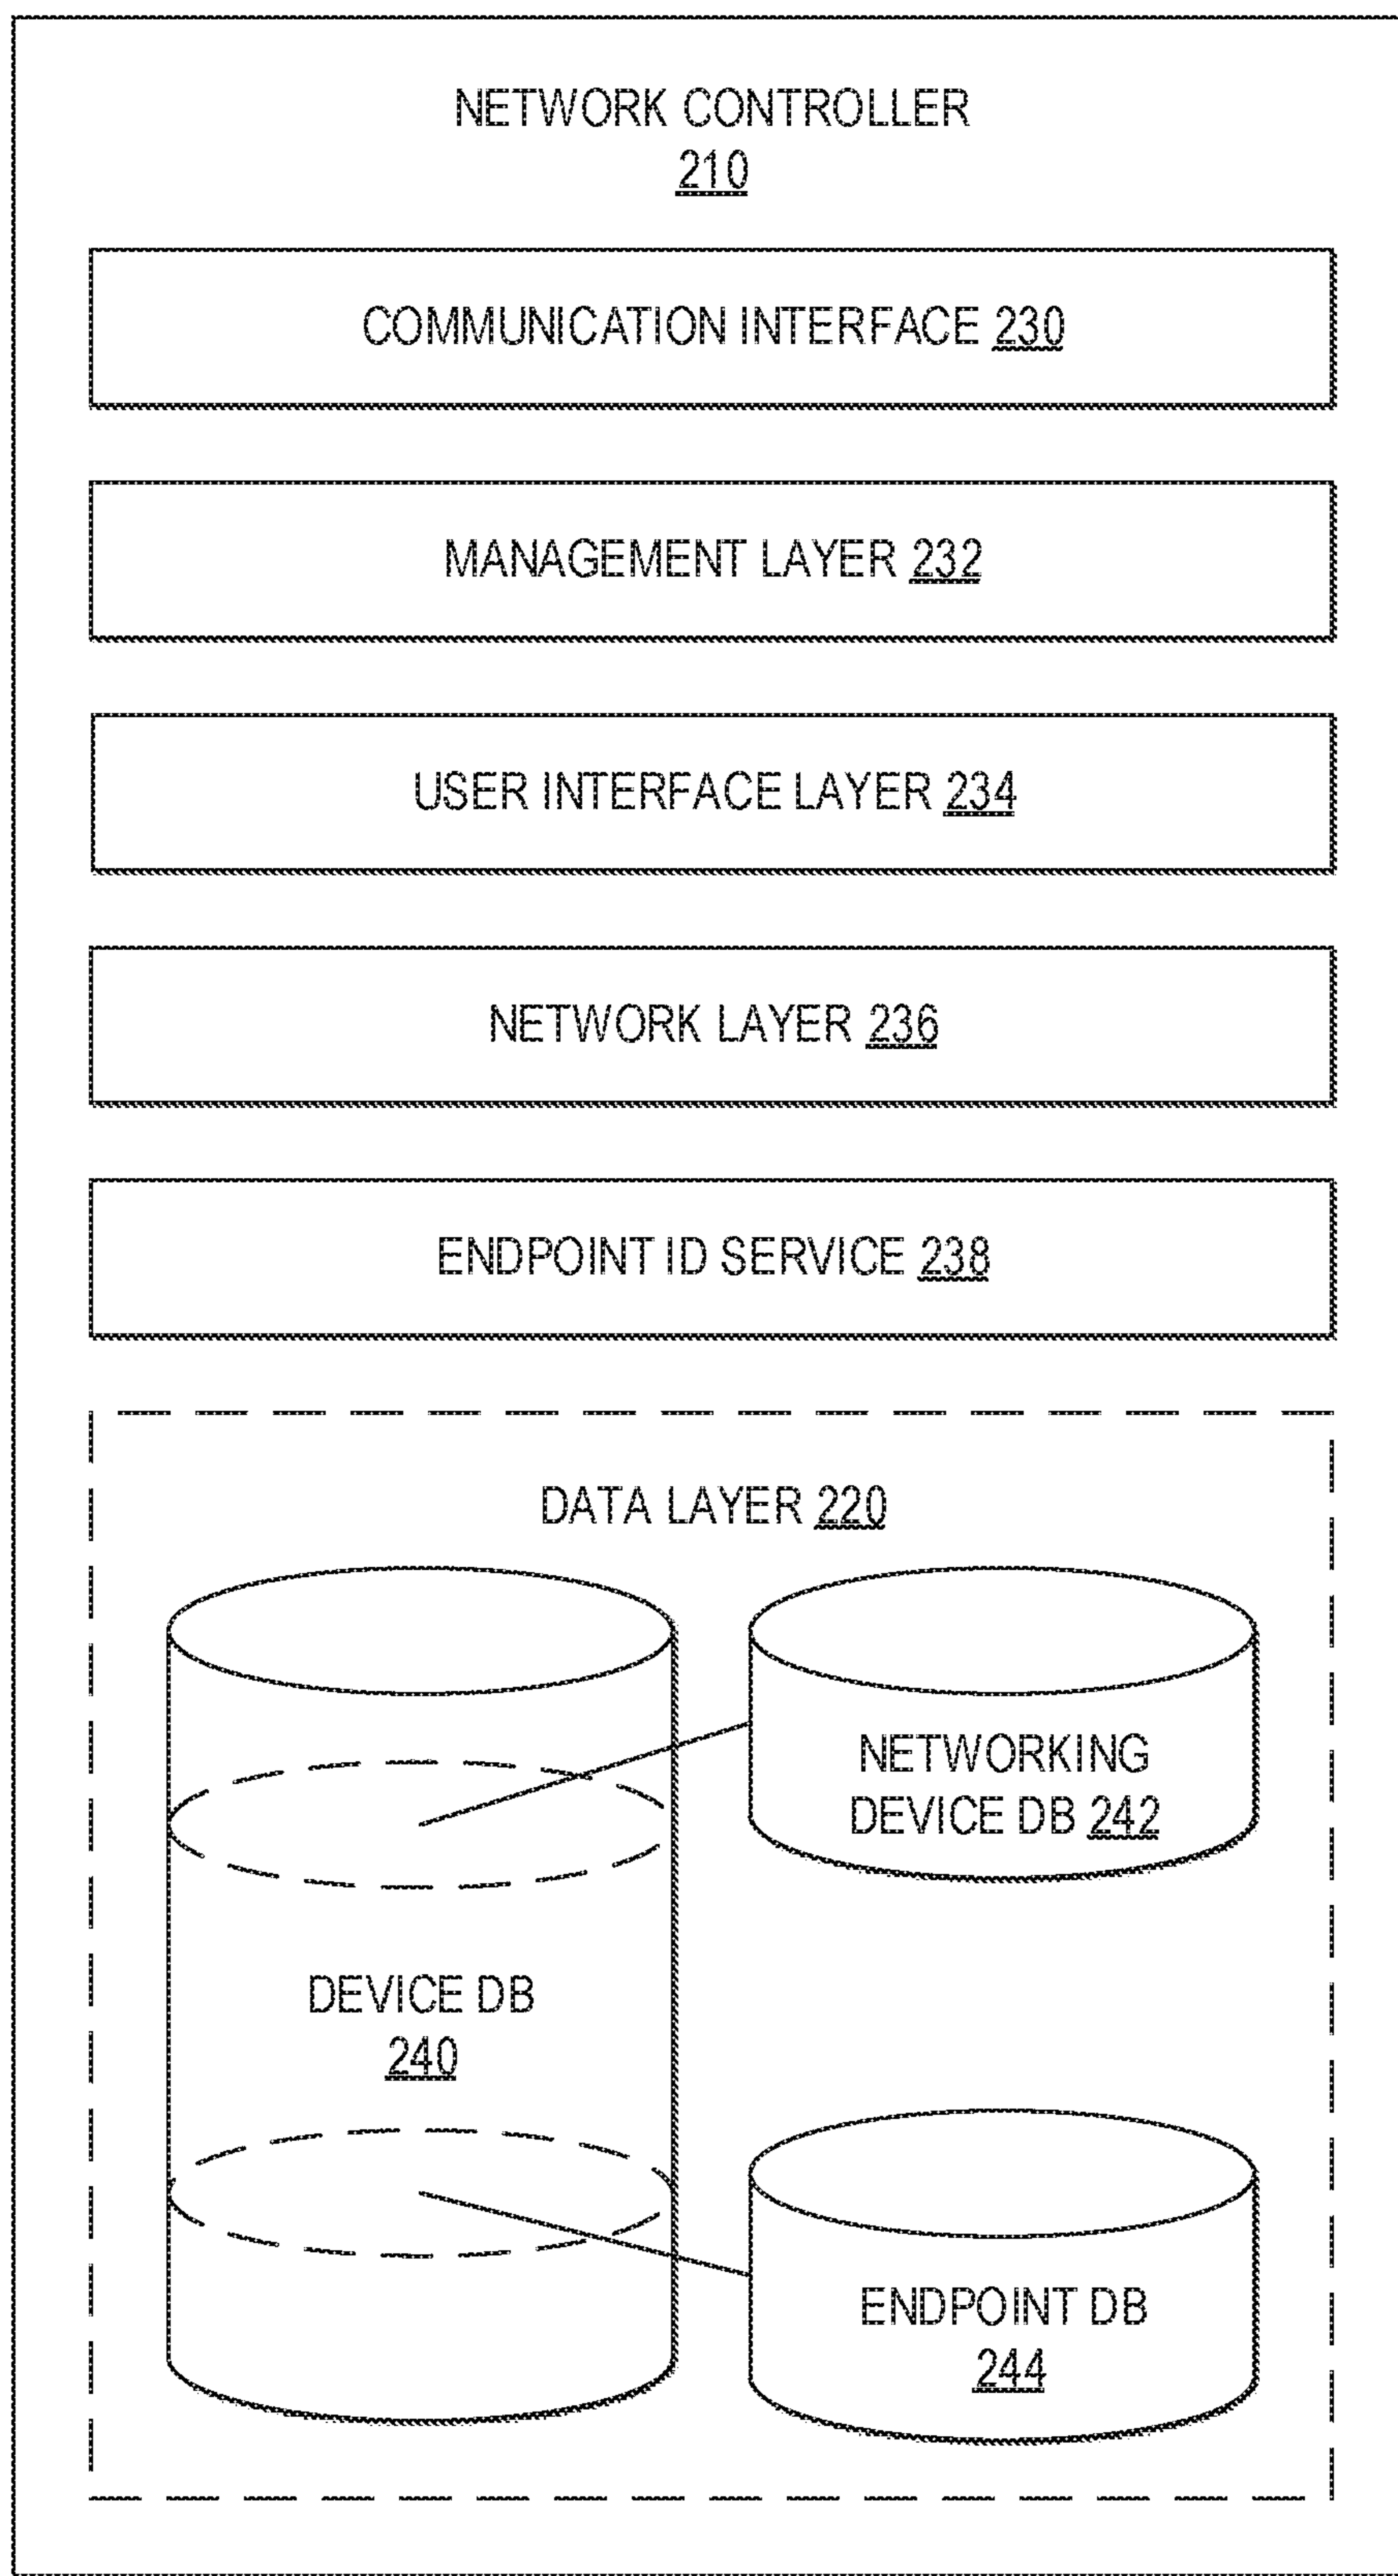 NETWORK CONTROLLER
210
COMMUNICATION INTERFACE 230
MANAGEMENT LAYER 232
USER INTERFACE LAYER 234
NETWORK LAYER 236
ENDPOINT ID SERVICE 238
DATA LAYER 220
NETWORKING
DEVICE DB 242
DEVICE DB
240
ENDPOINT DB
244